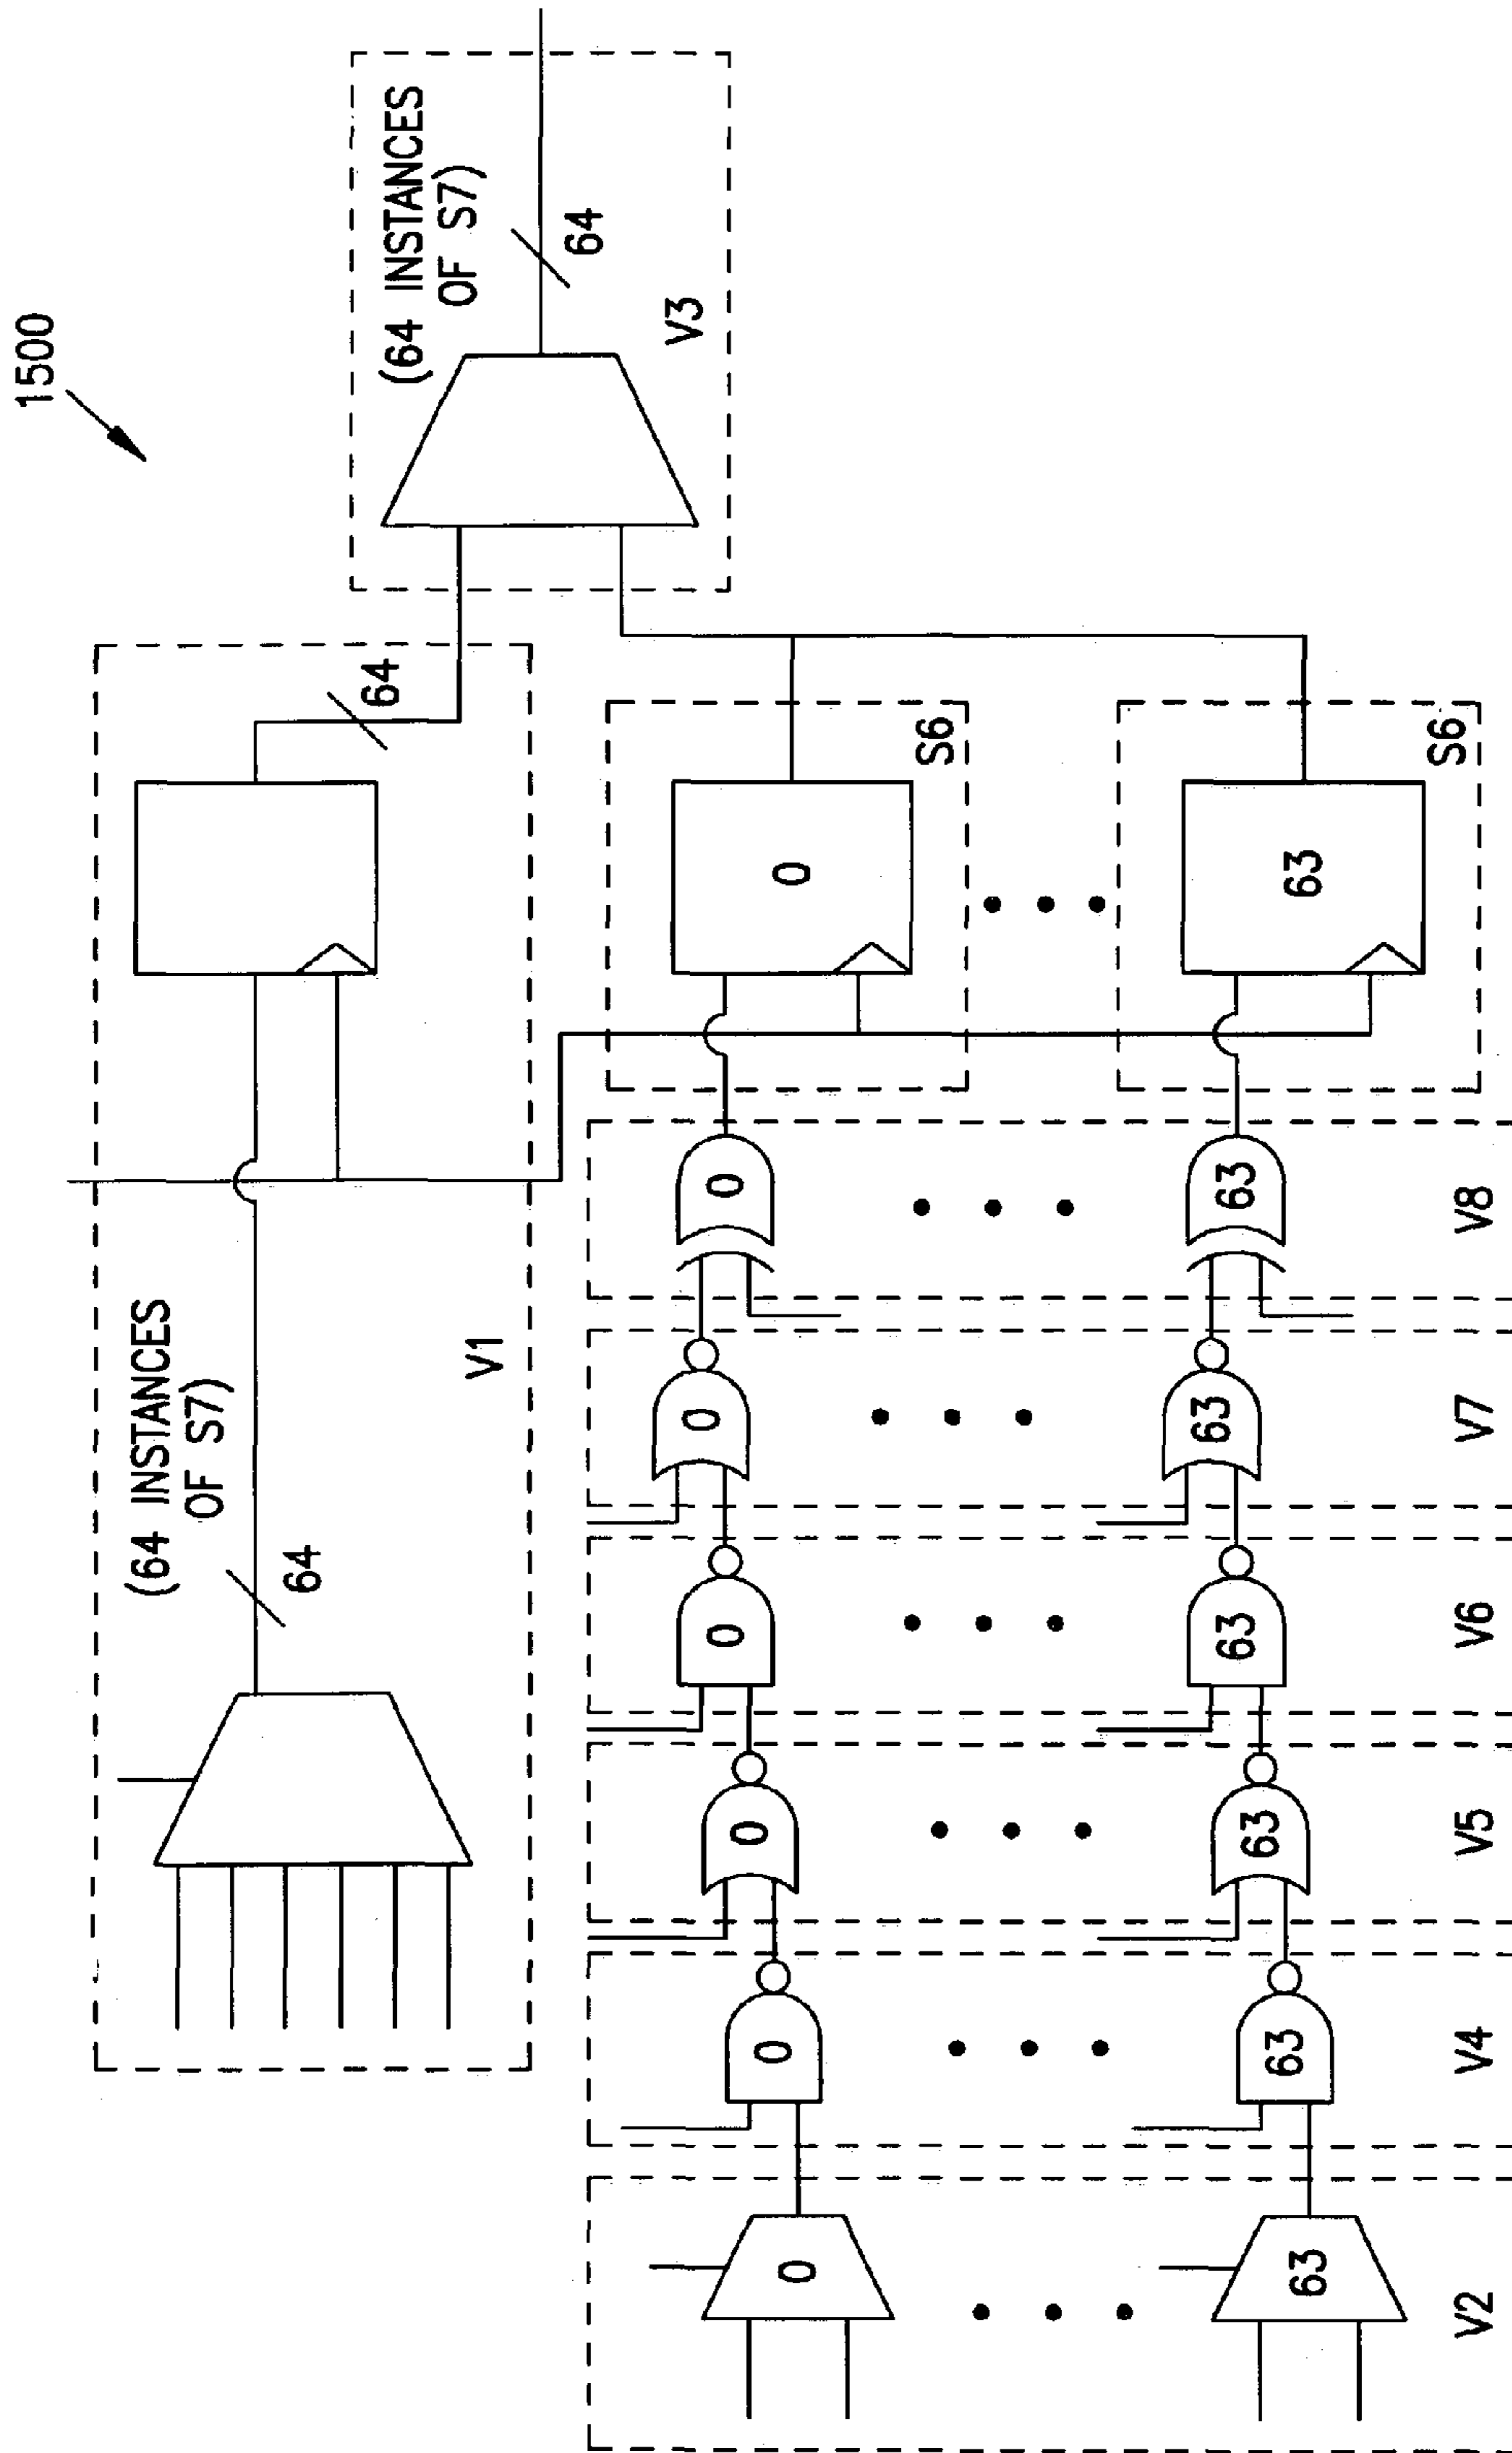 1500
(64 INSTANCES
OF S7)
64
V1
64
(64 INSTANCES
OF S7)
64
V3
0
0
0
0
0
0
0
S6
63
63
63
63
63
63
63
S6
V2
V4
V5
V6
V7
V8